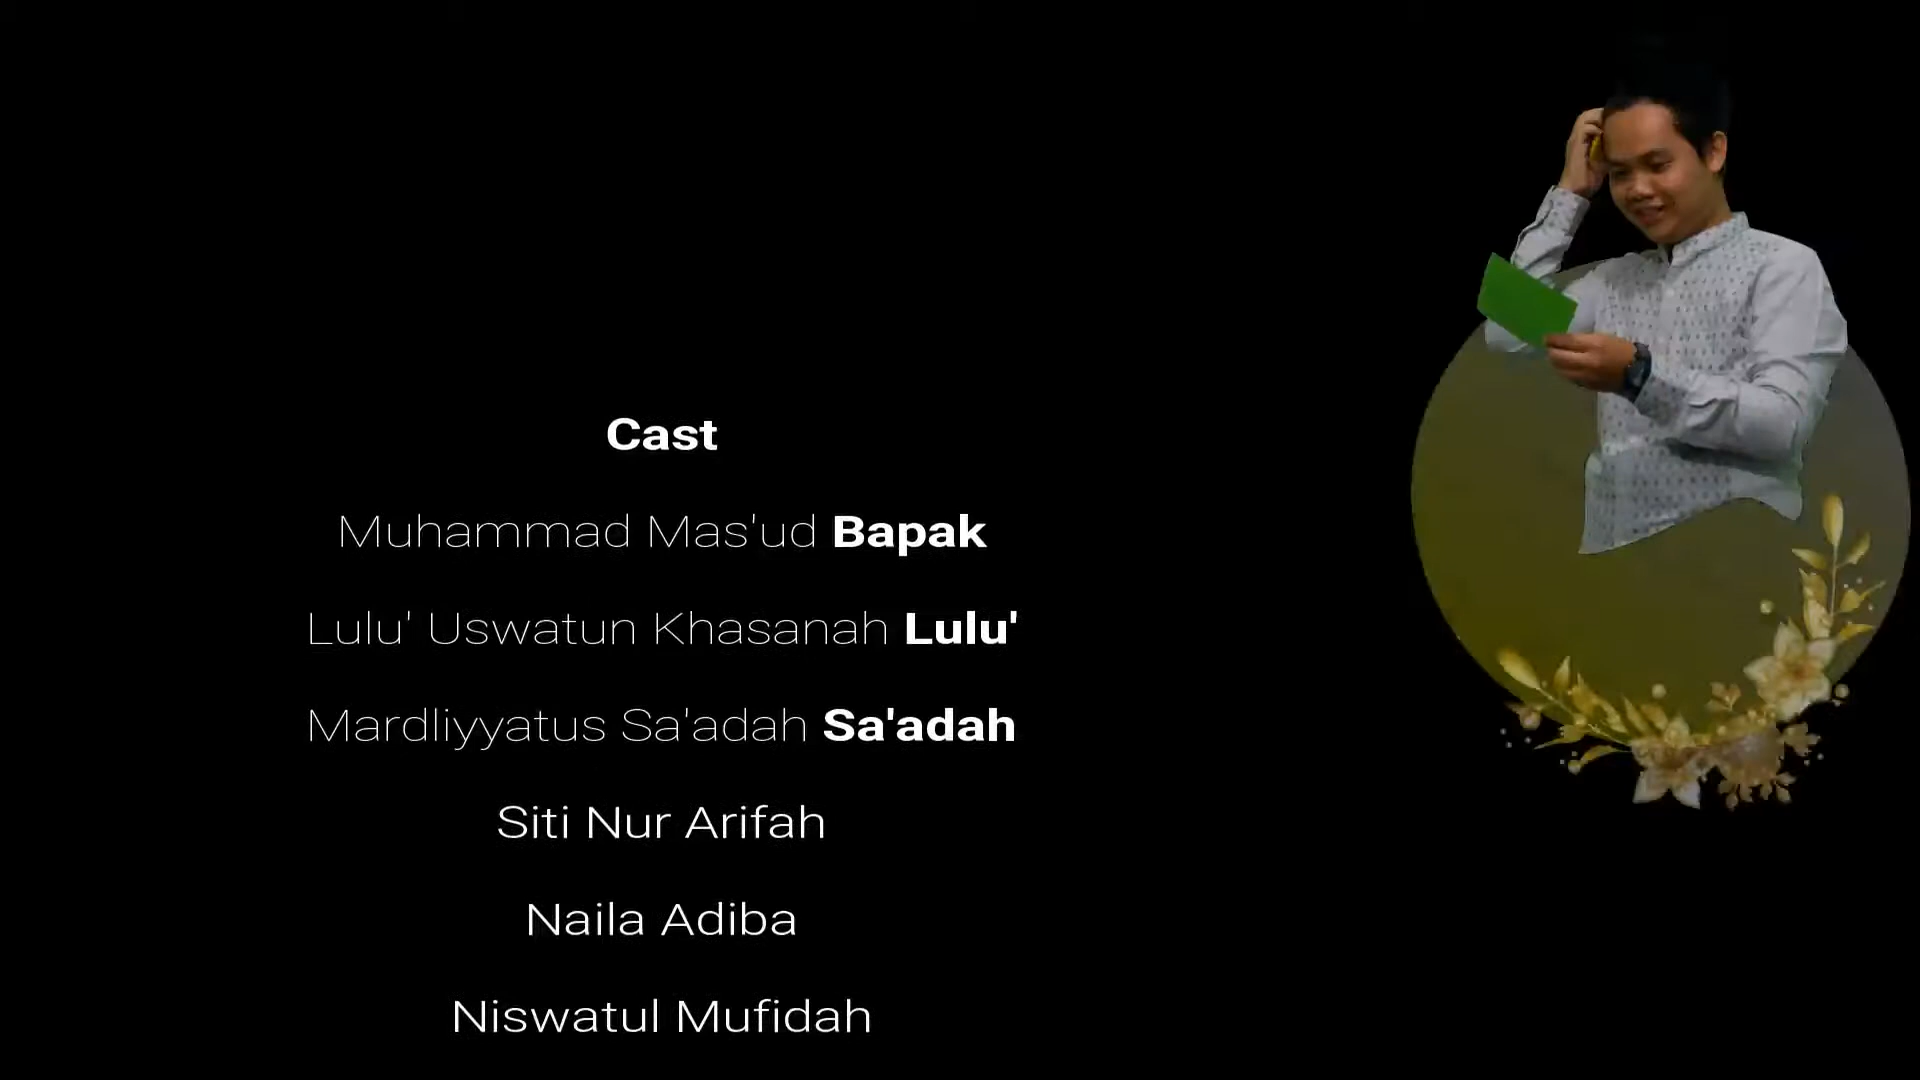 Cast
Muhammad Mas'ud Bapak
Lulu' Uswatun Khasanah Lulu'
Mardliyyatus Sa'adah Sa'adah
Siti Nur Arifah
Naila Adiba
Niswatul Mufidah